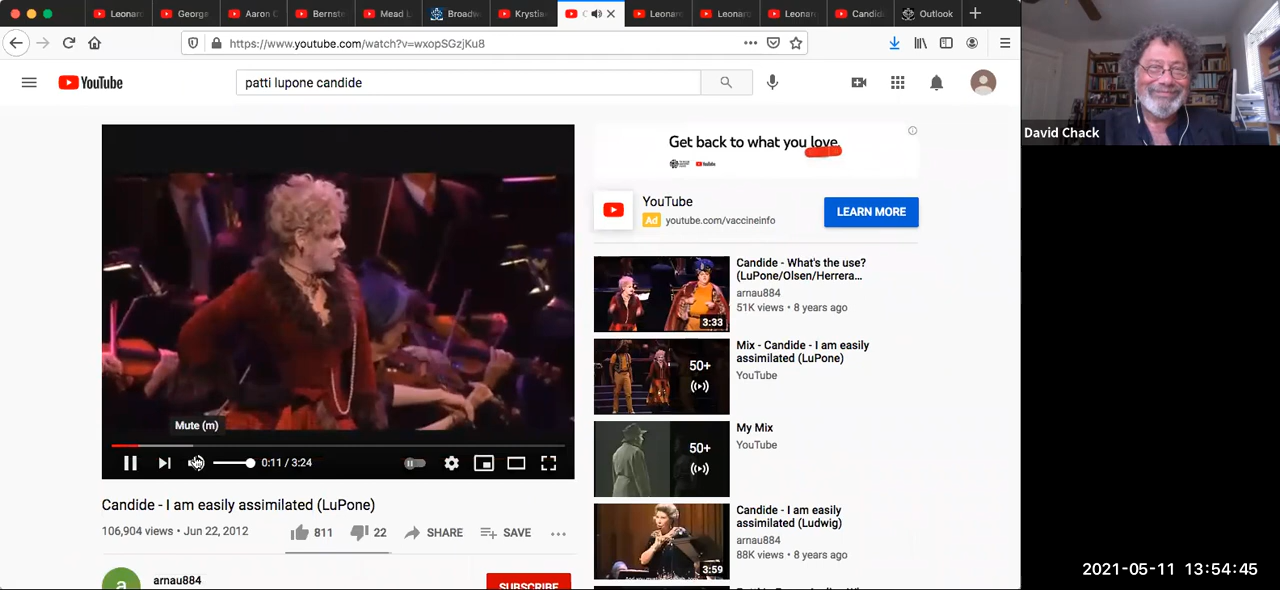 Leonar
George
Aaron C
Bernste
Mead L
Broadw
Krystia
Leonar
Leonar
Leonar
Candid
Outlook
https://www.youtube.com/watch?v=wxopSGzjKu8
YouTube
patti lupone candide
David Chack
Get back to what you love.
YouTube
YouTube
Ad youtube.com/vaccineinfo
LEARN MORE
Mute (m)
0:11 / 3:24
Candide - I am easily assimilated (LuPone)
106,904 views • Jun 22, 2012
811
22
SHARE
SAVE
arnau884
SUBSCRIBE
Candide - What's the use?
(LuPone/Olsen/Herrera...
arnau884
51K views • 8 years ago
3:33
Mix - Candide - I am easily
assimilated (LuPone)
YouTube
50+
My Mix
YouTube
50+
Candide - I am easily
assimilated (Ludwig)
arnau884
88K views • 8 years ago
3:59
2021-05-11 13:54:45